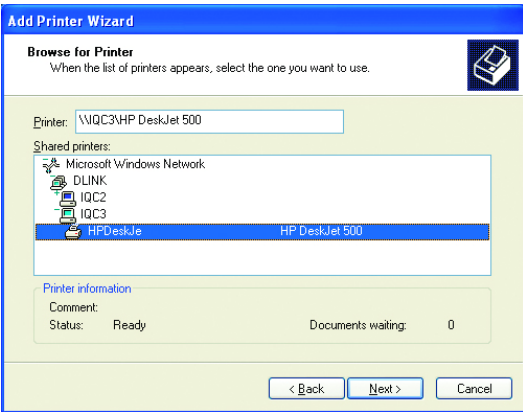 Add Printer Wizard
Browse for Printer
When the list of printers appears, select the one you want to use.
Printer: \\IQC3\HP DeskJet 500
Shared printers:
Microsoft Windows Network
DLINK
IQC2
IQC3
HPDeskJe HP DeskJet 500
Printer information
Comment:
Status: Ready Documents waiting: 0
< Back Next > Cancel